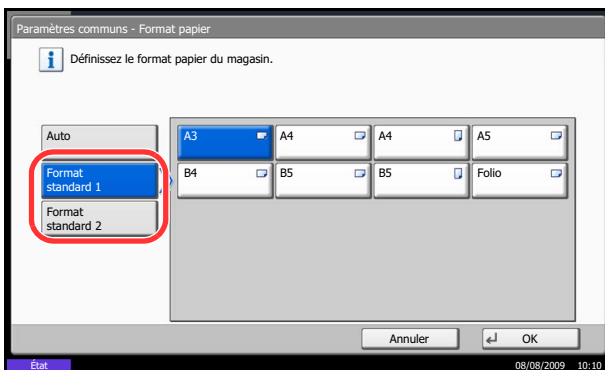 Paramètres communs - Format papier
Définissez le format papier du magasin.
Auto
A3 A4 A4 A5
Format
standard 1
B4 B5 B5 Folio
Format
standard 2
Annuler OK
État 08/08/2009 10:10